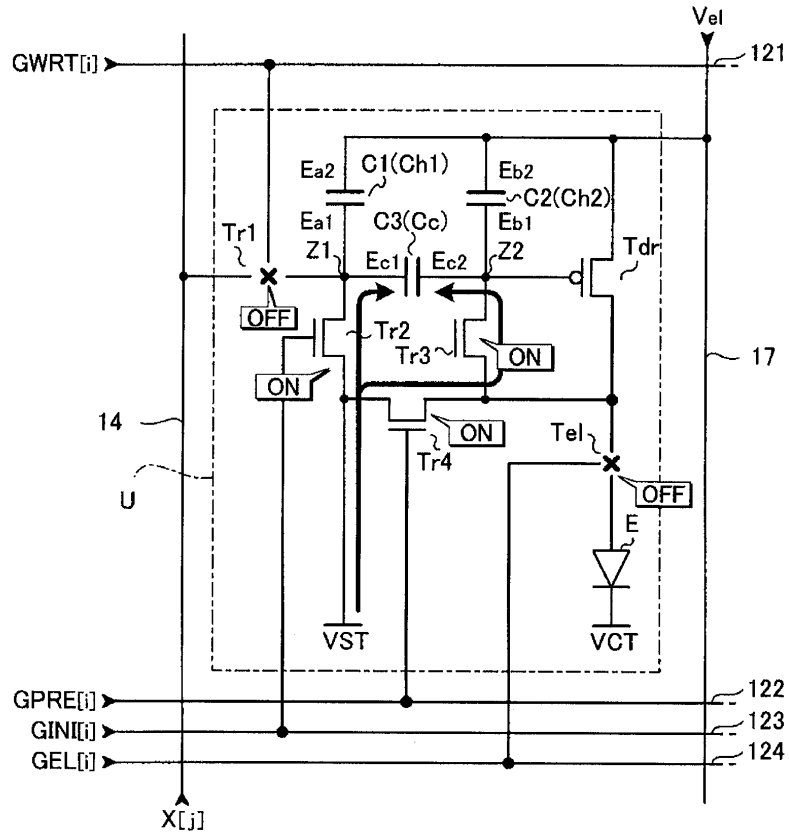 Vel
GWRT[i]
121
Ea2
C1(Ch1)
Eb2
C2(Ch2)
Ea1
C3(Cc)
Eb1
Tr1
Z1
Ec1
Ec2
Z2
Tdr
OFF
Tr2
Tr3
ON
17
ON
14
ON
Tel
Tr4
OFF
U
E
VST
VCT
GPRE[i]
122
GINI[i]
123
GEL[i]
124
X[j]